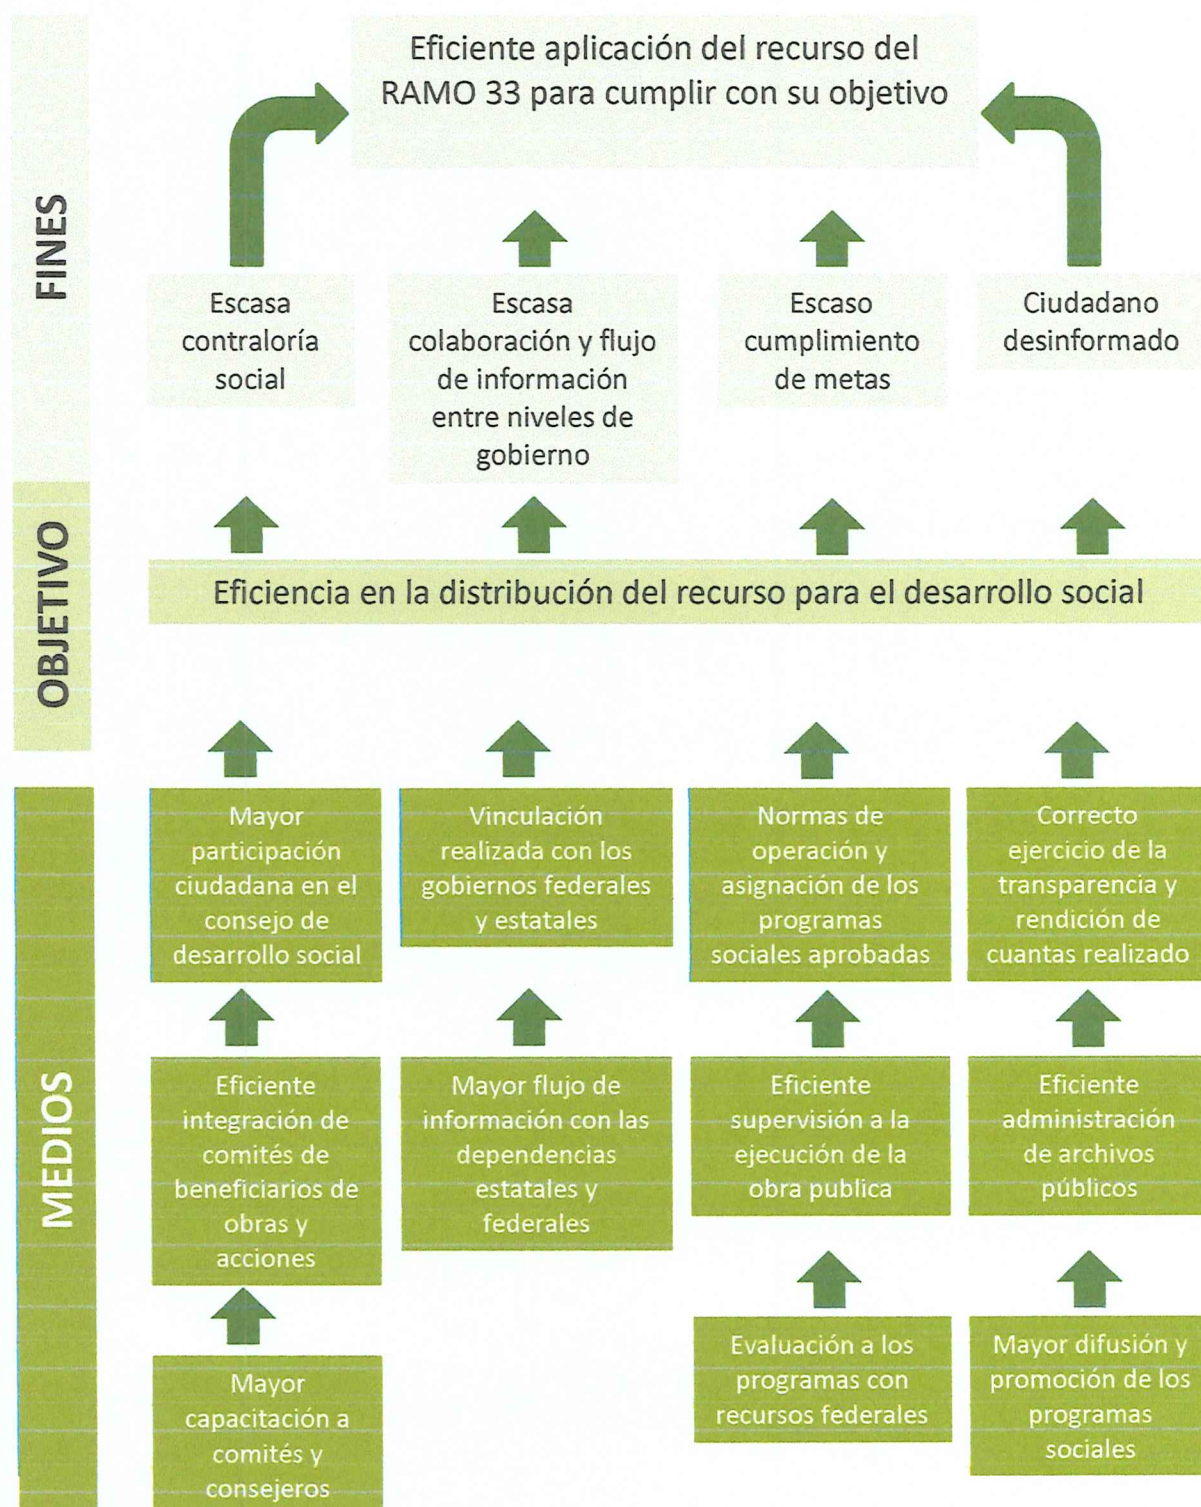 Eficiente aplicación del recurso del
RAMO 33 para cumplir con su objetivo
FINES
Escasa
contraloría
social
Escasa
colaboración y flujo
de información
entre niveles de
gobierno
Escaso
cumplimiento
de metas
Ciudadano
desinformado
OBJETIVO
Eficiencia en la distribución del recurso para el desarrollo social
MEDIOS
Mayor
participación
ciudadana en el
consejo de
desarrollo social
Vinculación
realizada con los
gobiernos federales
y estatales
Normas de
operación y
asignación de los
programas
sociales aprobadas
Correcto
ejercicio de la
transparencia y
rendición de
cuantas realizado
Eficiente
integración de
comités de
beneficiarios de
obras y
acciones
Mayor flujo de
información con las
dependencias
estatales y
federales
Eficiente
supervisión a la
ejecución de la
obra publica
Eficiente
administración
de archivos
públicos
Mayor
capacitación a
comités y
consejeros
Evaluación a los
programas con
recursos federales
Mayor difusión y
promoción de los
programas
sociales